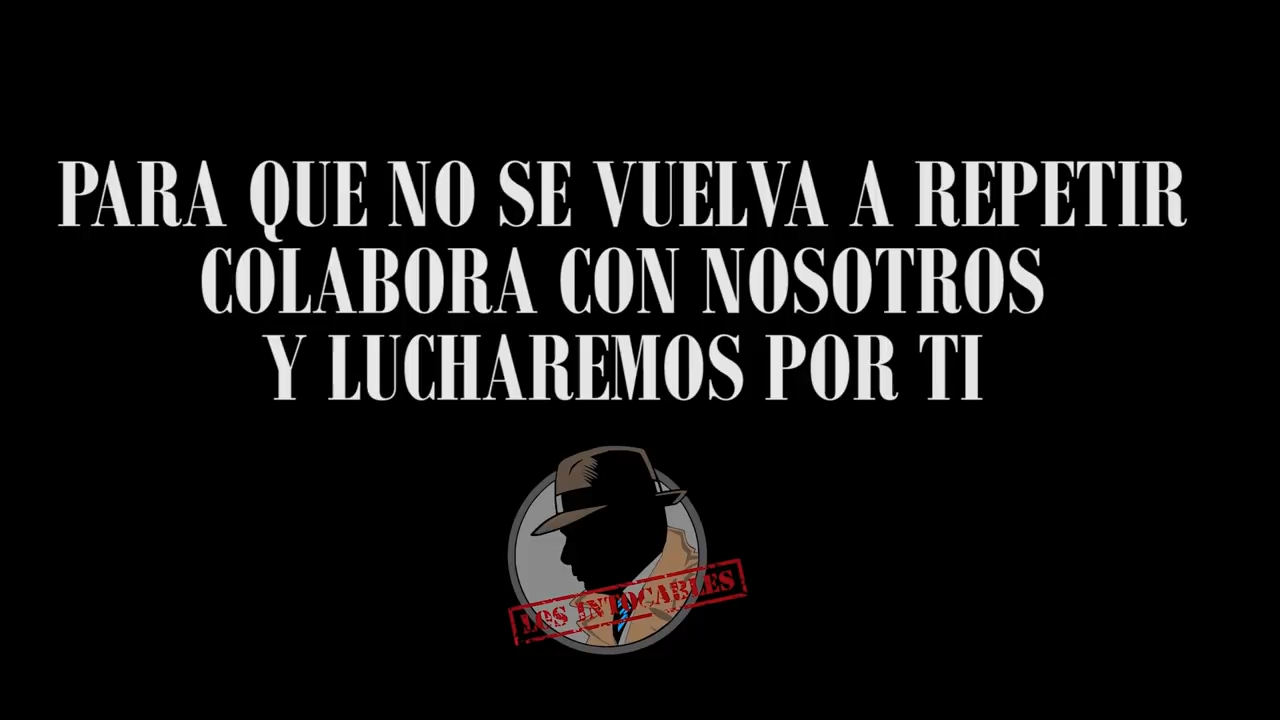 PARA QUE NO SE VUELVA A REPETIR
COLABORA CON NOSOTROS
Y LUCHAREMOS POR TI
LOS INTOCABLES